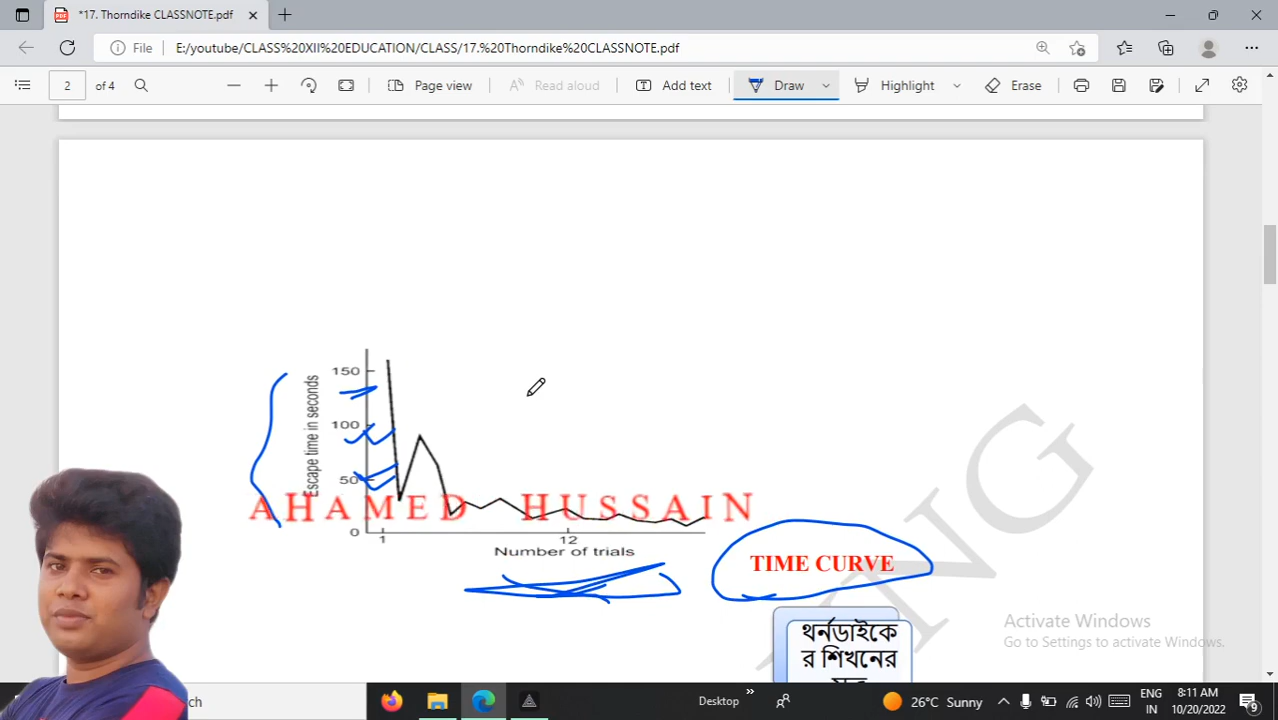 *17. Thorndike CLASSNOTE.pdf
File E:/youtube/CLASS%20XII%20EDUCATION/CLASS/17.%20Thorndike%20CLASSNOTE.pdf
2 of 4 Page view Read aloud Add text Draw Highlight Erase
150
100
50
0
Escape time in seconds
1 12
Number of trials
AHAMED HUSSAIN
TIME CURVE
NG
থর্নডাইকে
র শিখনের
Activate Windows
Go to Settings to activate Windows.
rch Desktop 26°C Sunny ENG 8:11 AM
IN 10/20/2022 9